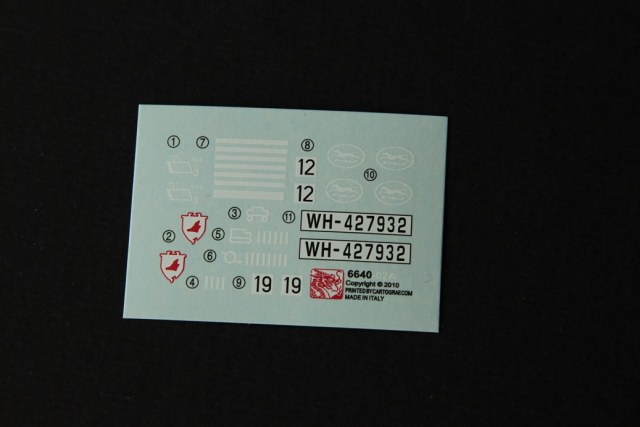 ① ⑦ ⑧
12
⑩
12
③ ⑪ WH-427932
② ⑤
WH-427932
⑥
④ ⑨ 19 19
6640
Copyright © 2010
PRINTED BY CARTOGRAF.COM
MADE IN ITALY